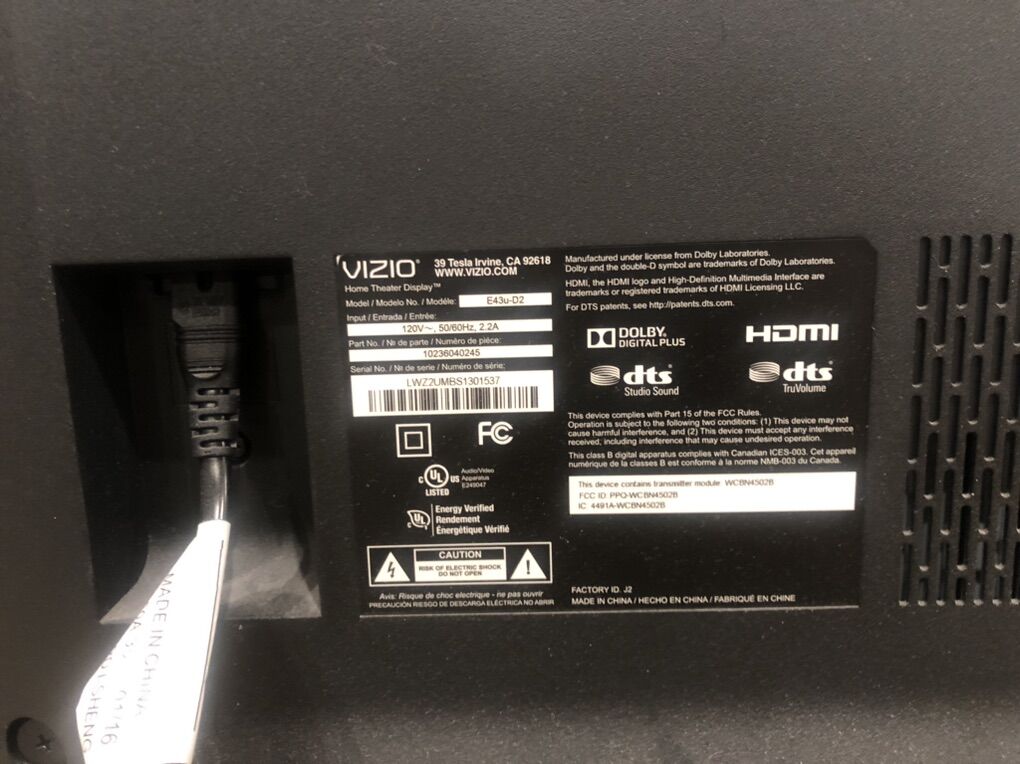 VIZIO
39 Tesla Irvine, CA 92618
WWW.VIZIO.COM
Home Theater Display™
Model / Modelo No. / Modèle:
E43u-D2
Input / Entrada / Entrée:
120V~, 50/60Hz, 2.2A
Part No. / № de parte / Numéro de pièce:
10236040245
Serial No. / № de serie / Numéro de série:
LWZ2UMBS1301537
FC
C UL US
LISTED
Audio/Video
Apparatus
E249047
C UL
Energy Verified
Rendement
Énergétique Vérifié
CAUTION
RISK OF ELECTRIC SHOCK
DO NOT OPEN
Avis: Risque de choc electrique - ne pas ouvrir
PRECAUCIÓN RIESGO DE DESCARGA ELÉCTRICA NO ABRIR
Manufactured under license from Dolby Laboratories.
Dolby and the double-D symbol are trademarks of Dolby Laboratories.
HDMI, the HDMI logo and High-Definition Multimedia Interface are
trademarks or registered trademarks of HDMI Licensing LLC.
For DTS patents, see http://patents.dts.com.
DOLBY
DIGITAL PLUS
HDMI
dts
Studio Sound
dts
TruVolume
This device complies with Part 15 of the FCC Rules.
Operation is subject to the following two conditions: (1) This device may not
cause harmful interference, and (2) This device must accept any interference
received, including interference that may cause undesired operation.
This class B digital apparatus complies with Canadian ICES-003. Cet appareil
numérique de la classes B est conforme à la norme NMB-003 du Canada.
This device contains transmitter module: WCBN4502B
FCC ID: PPQ-WCBN4502B
IC: 4491A-WCBN4502B
FACTORY ID. J2
MADE IN CHINA / HECHO EN CHINA / FABRIQUÉ EN CHINE
MADE IN CHINA
01/16
SHENG